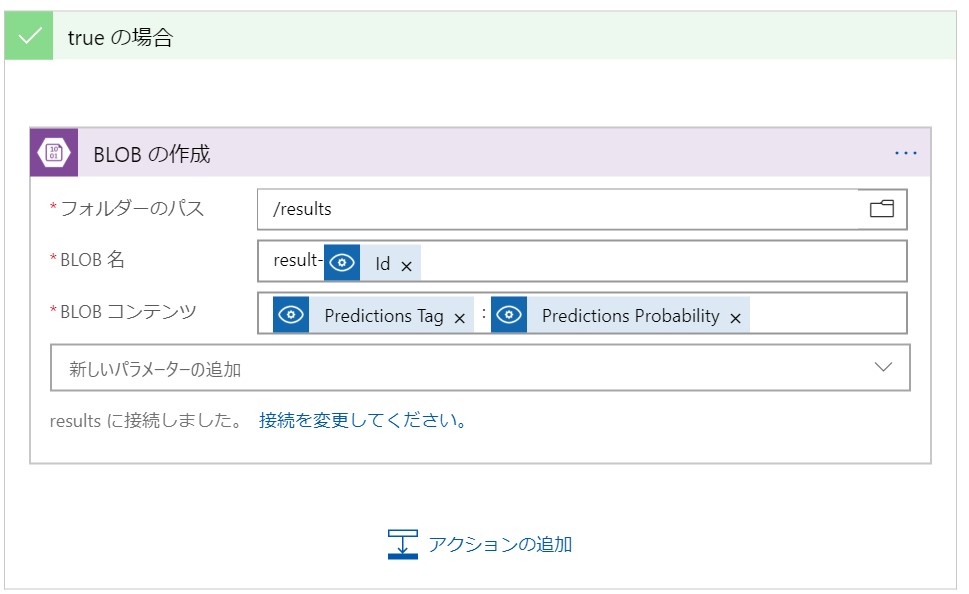 true の場合
BLOB の作成
...
*フォルダーのパス /results
*BLOB 名 result- Id ×
*BLOB コンテンツ Predictions Tag × : Predictions Probability ×
新しいパラメーターの追加
results に接続しました。 接続を変更してください。
アクションの追加